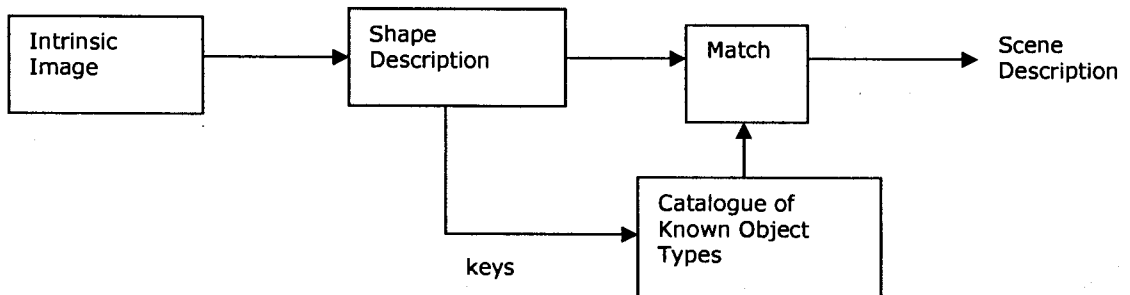 Intrinsic
Image
Shape
Description
Match
Scene
Description
Catalogue of
Known Object
Types
keys